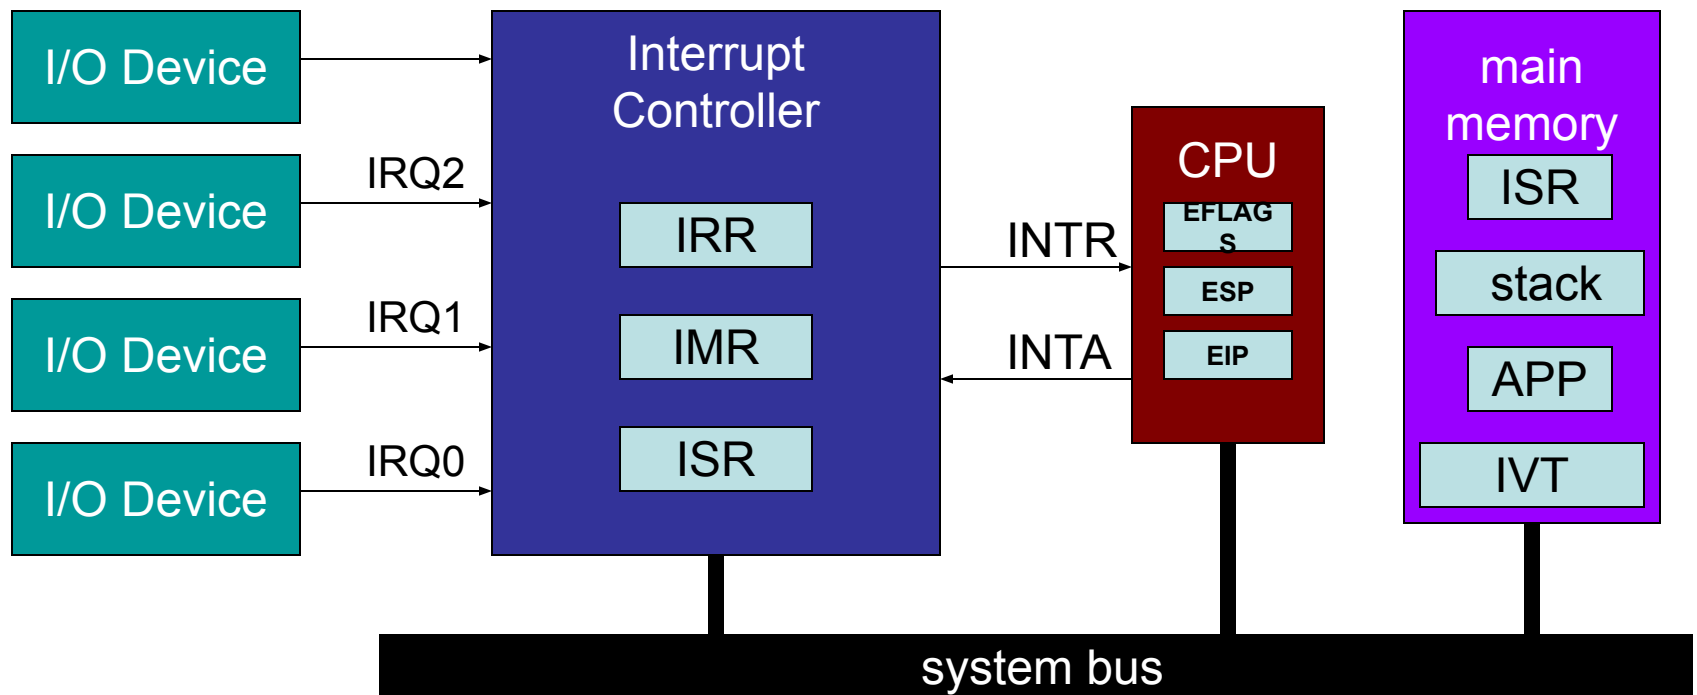 I/O Device
I/O Device
I/O Device
I/O Device
IRQ2
IRQ1
IRQ0
Interrupt
Controller
IRR
IMR
ISR
INTR
INTA
CPU
EFLAG
S
ESP
EIP
main
memory
ISR
stack
APP
IVT
system bus